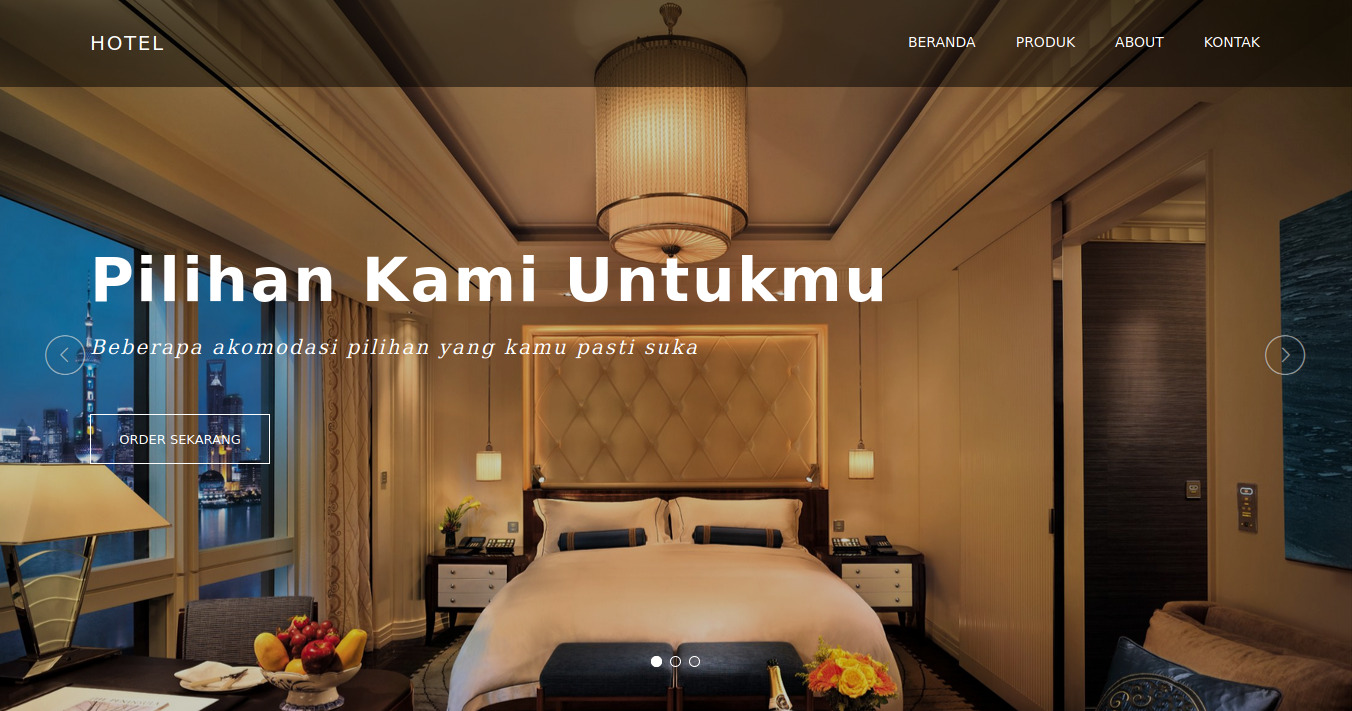 HOTEL
BERANDA PRODUK ABOUT KONTAK
Pilihan Kami Untukmu
Beberapa akomodasi pilihan yang kamu pasti suka
ORDER SEKARANG